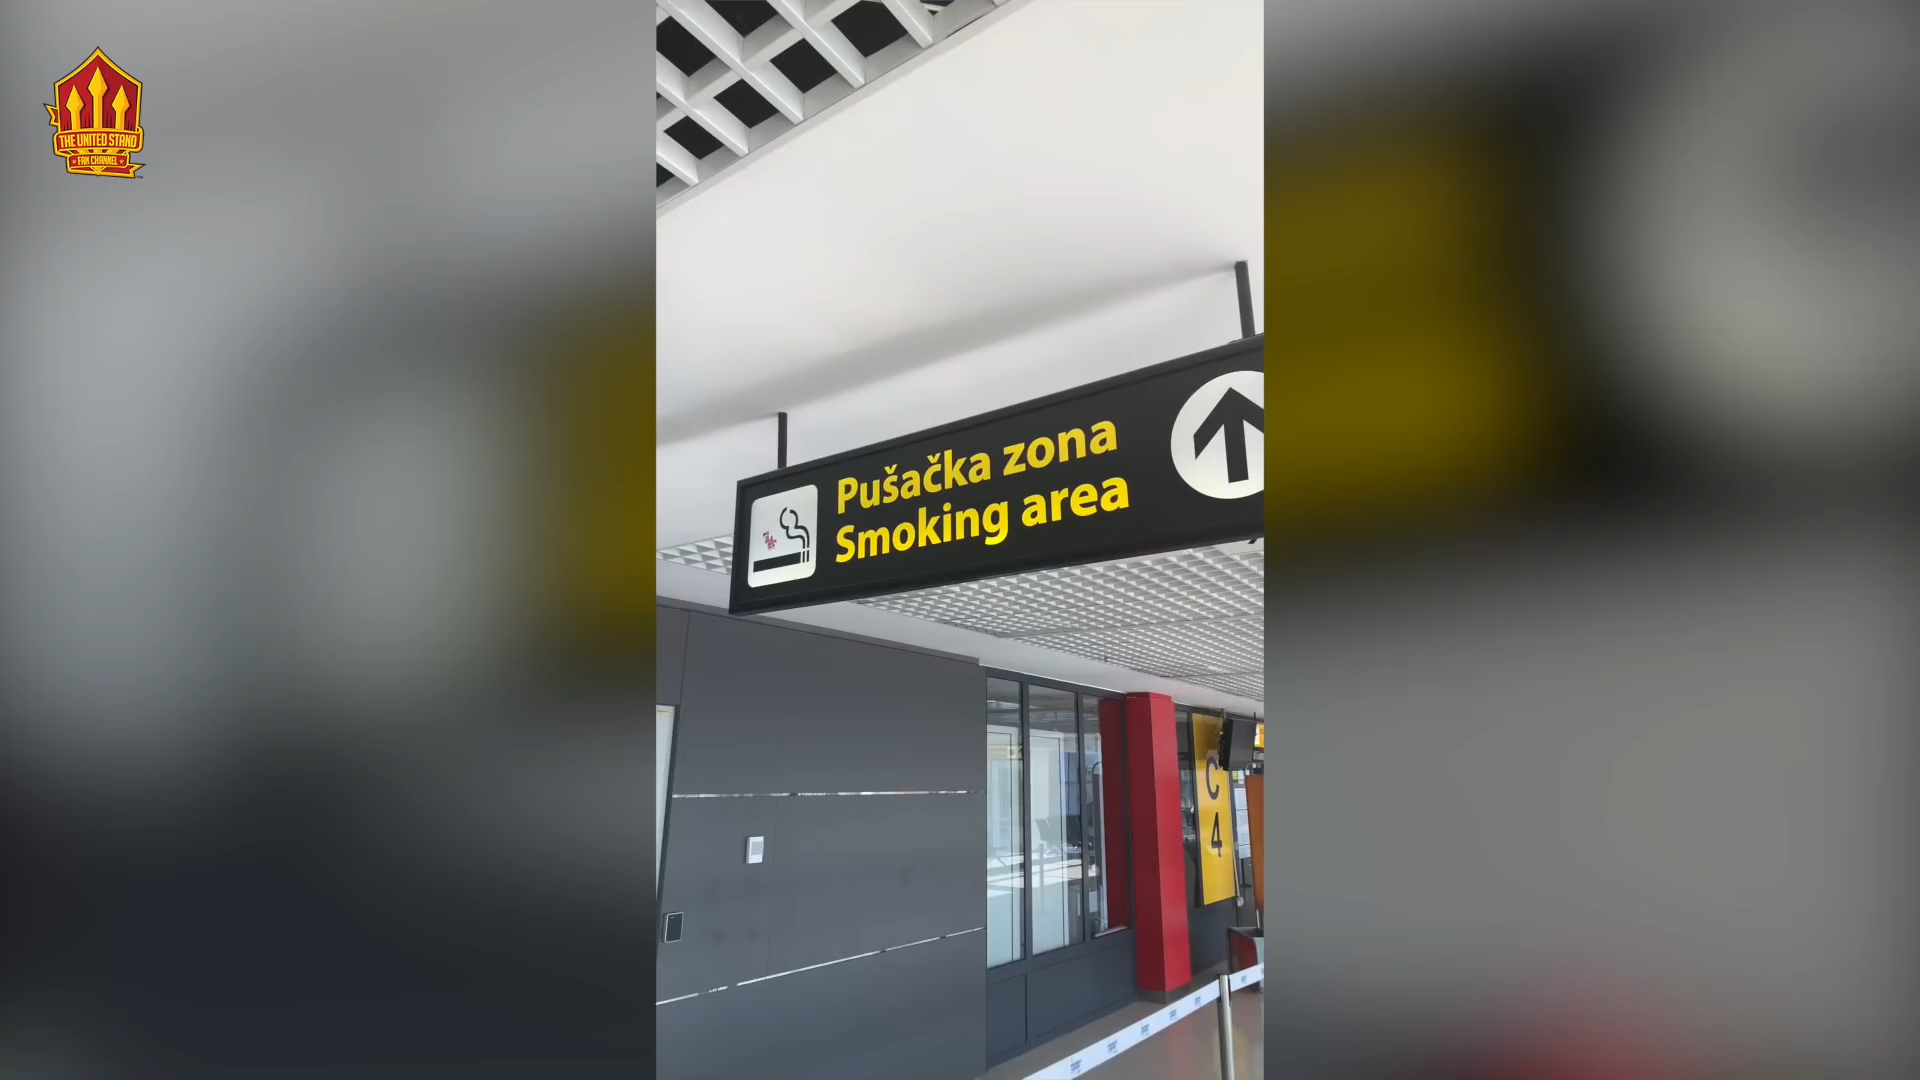 THE UNITED STAND
FAN CHANNEL
Pušačka zona
Smoking area
C
4